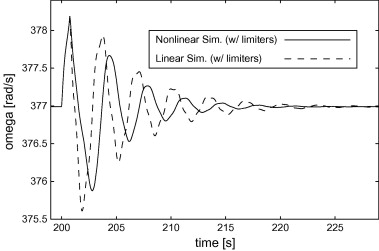 378
377.5
377
376.5
376
375.5
omega [rad/s]
Nonlinear Sim. (w/ limiters)
Linear Sim. (w/ limiters)
200 205 210 215 220 225
time [s]